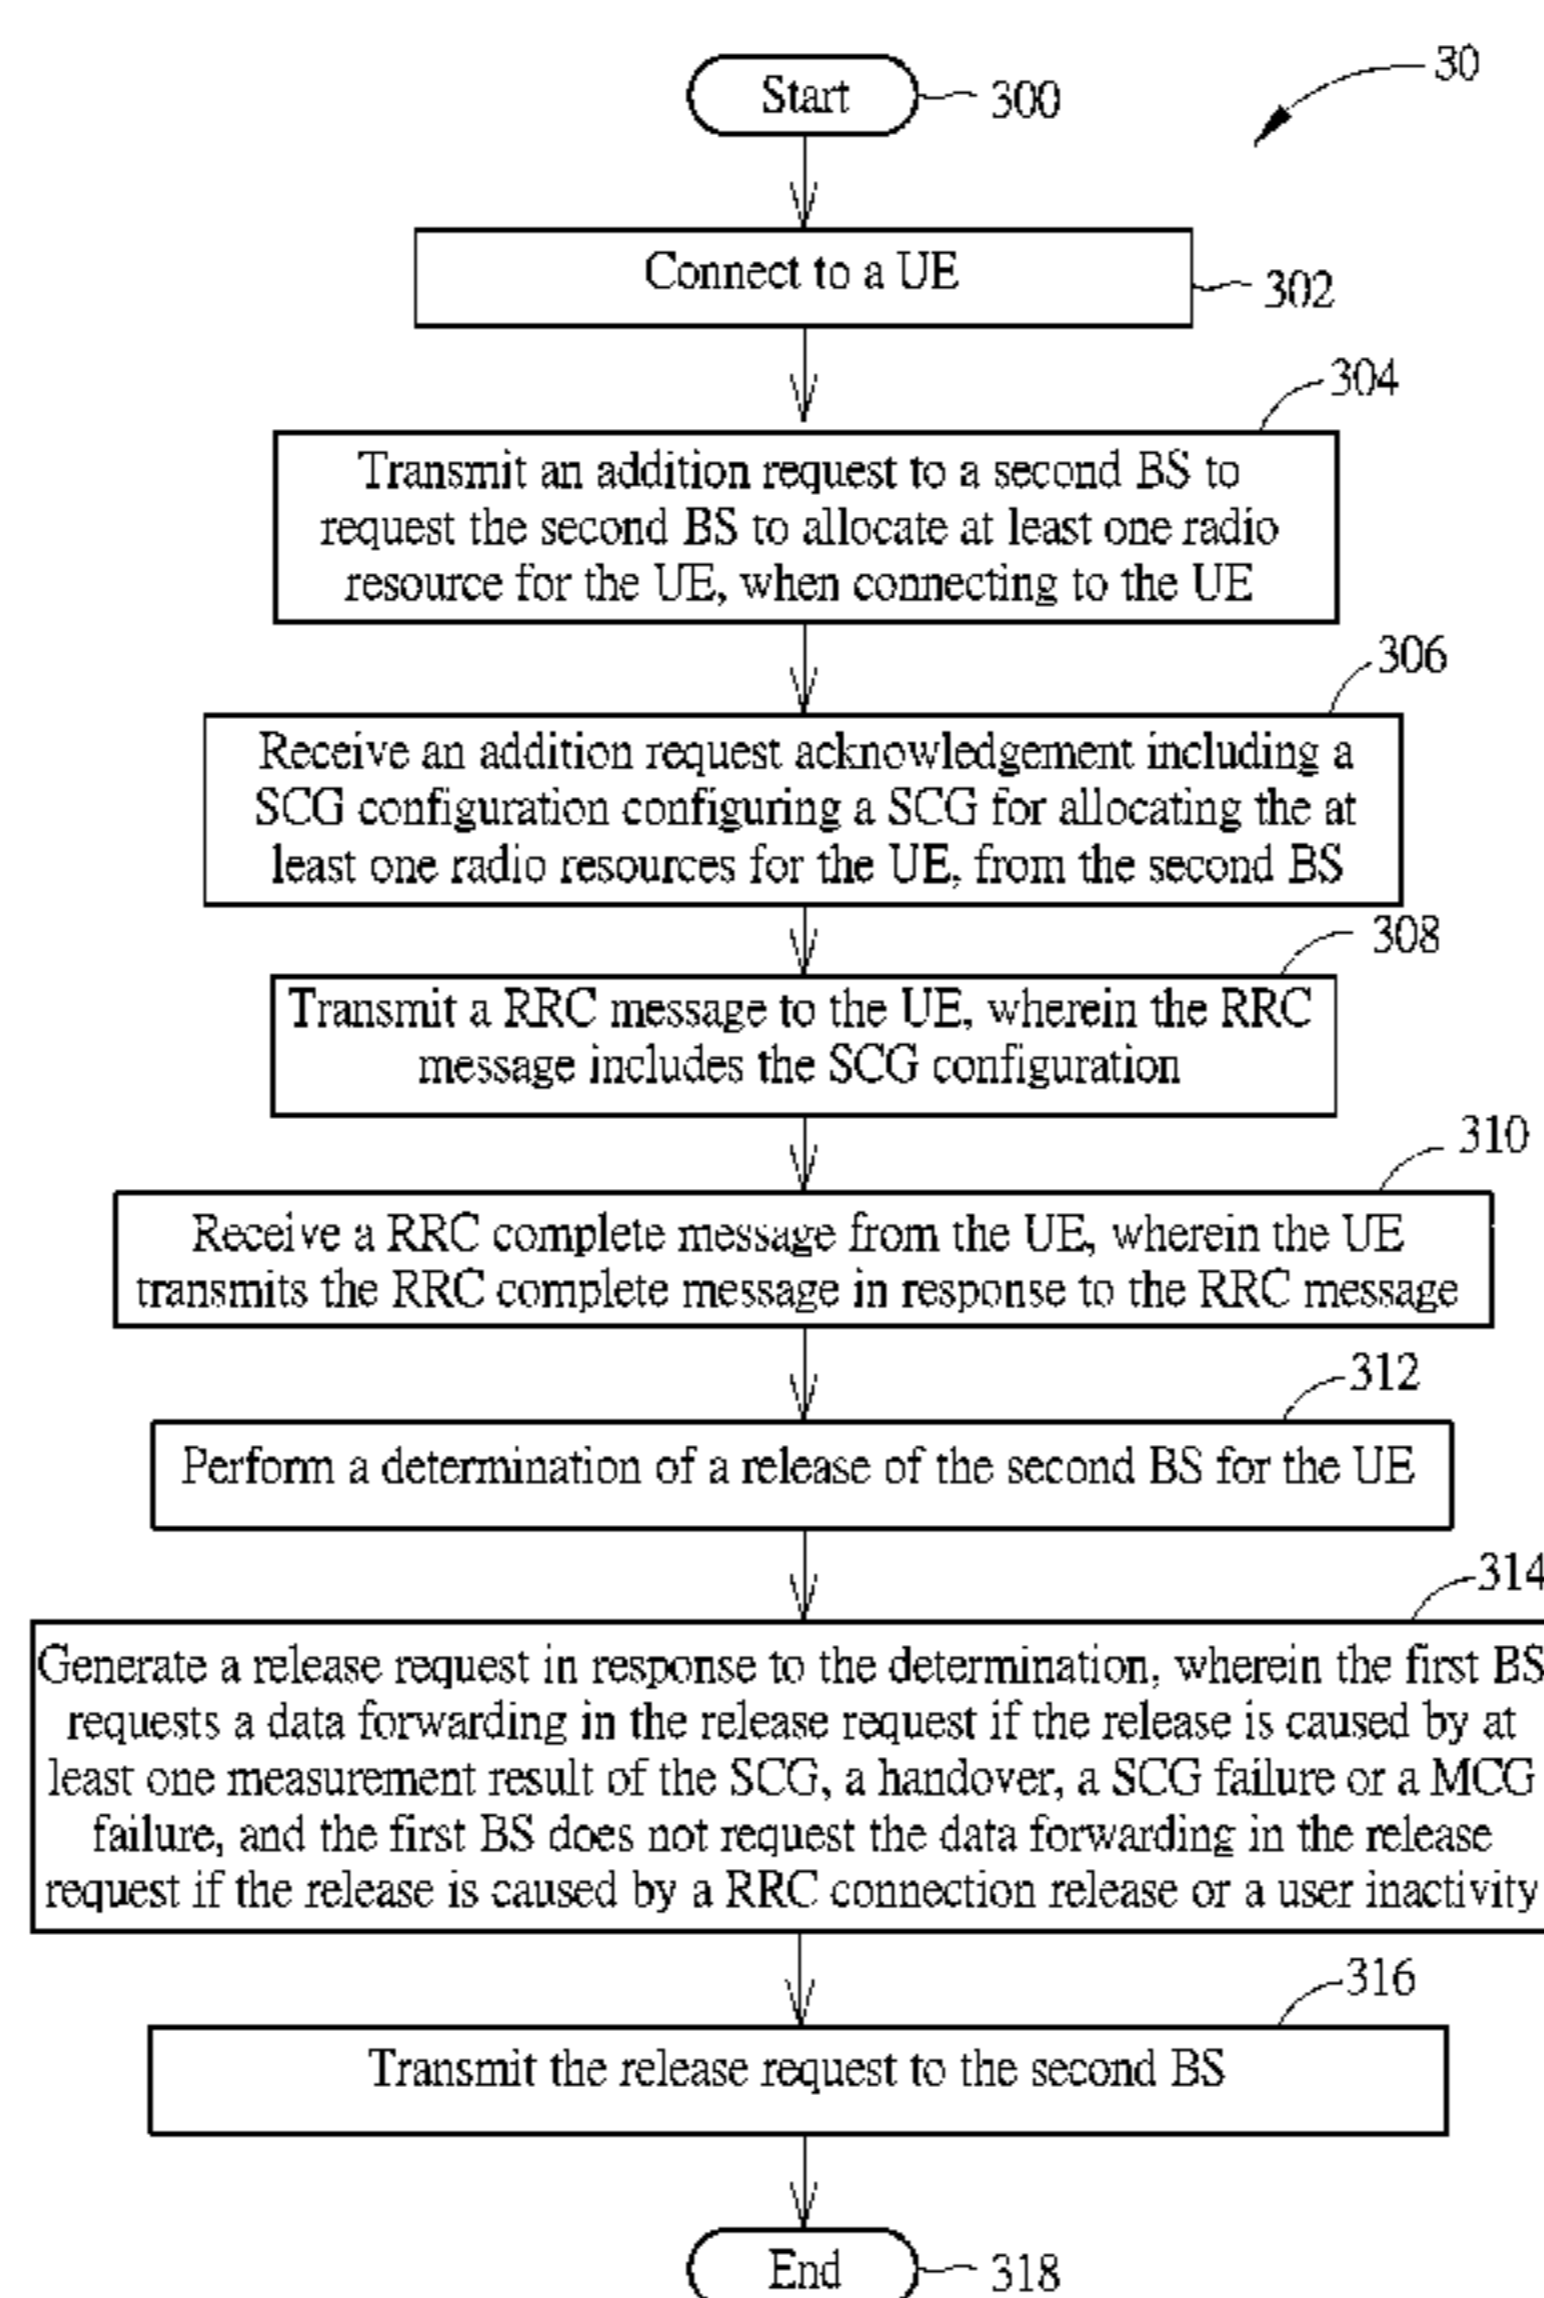 30
Start
300
Connect to a UE
302
304
Transmit an addition request to a second BS to
request the second BS to allocate at least one radio
resource for the UE, when connecting to the UE
306
Receive an addition request acknowledgement including a
SCG configuration configuring a SCG for allocating the at
least one radio resources for the UE, from the second BS
308
Transmit a RRC message to the UE, wherein the RRC
message includes the SCG configuration
310
Receive a RRC complete message from the UE, wherein the UE
transmits the RRC complete message in response to the RRC message
312
Perform a determination of a release of the second BS for the UE
314
Generate a release request in response to the determination, wherein the first BS
requests a data forwarding in the release request if the release is caused by at
least one measurement result of the SCG, a handover, a SCG failure or a MCG
failure, and the first BS does not request the data forwarding in the release
request if the release is caused by a RRC connection release or a user inactivity
316
Transmit the release request to the second BS
End
318